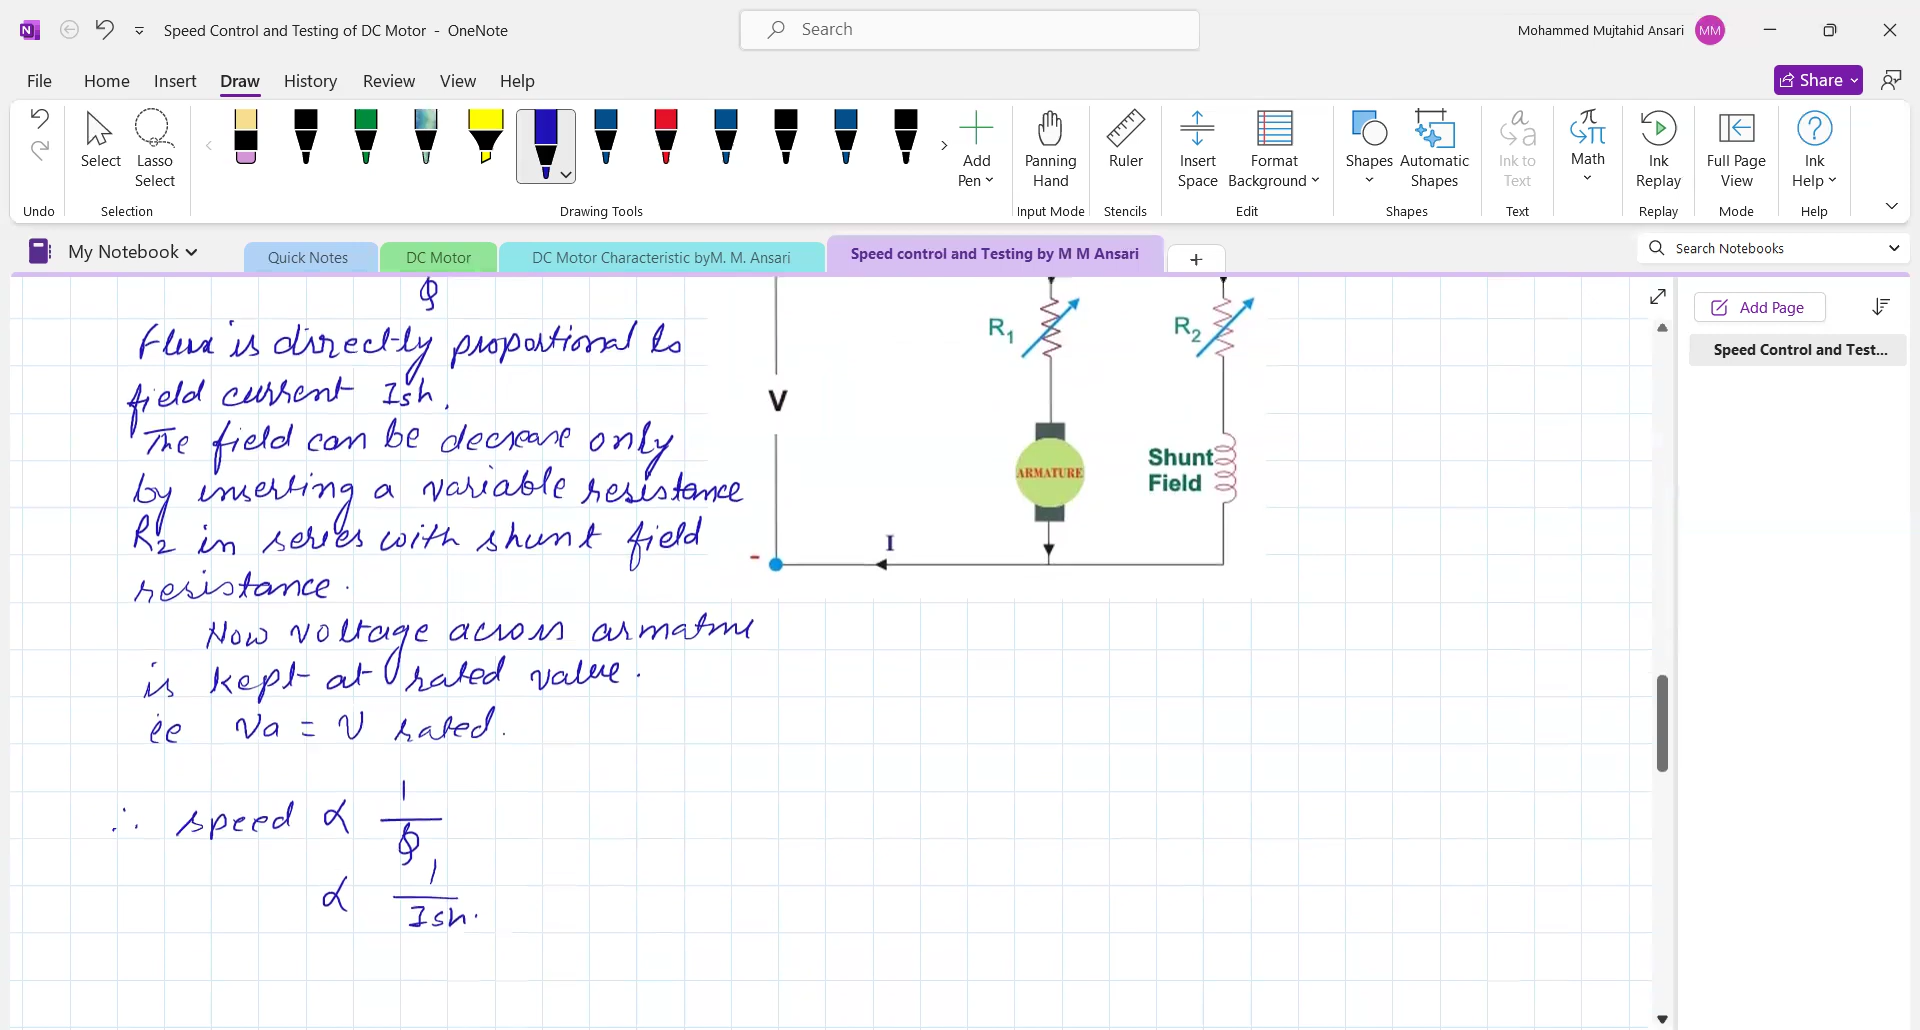 Speed Control and Testing of DC Motor - OneNote
Search
Mohammed Mujtahid Ansari
MM
File Home Insert Draw History Review View Help
Share
Select
Lasso Select
Add Pen
Panning Hand
Ruler
Insert Space
Format Background
Shapes
Automatic Shapes
Ink to Text
Math
Ink Replay
Full Page View
Ink Help
Undo Selection Drawing Tools Input Mode Stencils Edit Shapes Text Replay Mode Help
My Notebook
Quick Notes
DC Motor
DC Motor Characteristic byM. M. Ansari
Speed control and Testing by M M Ansari
+
Search Notebooks
Add Page
Speed Control and Test...
ϕ
Flux is directly proportional to
field current Ish.
The field can be decrease only
by inserting a variable resistance
R2 in series with shunt field
resistance.
Now voltage across armature
is kept at rated value.
ie Va = V rated.
∴ speed ∝ 1/ϕ
∝ 1/Ish.
R1
R2
V
ARMATURE
Shunt
Field
I
-